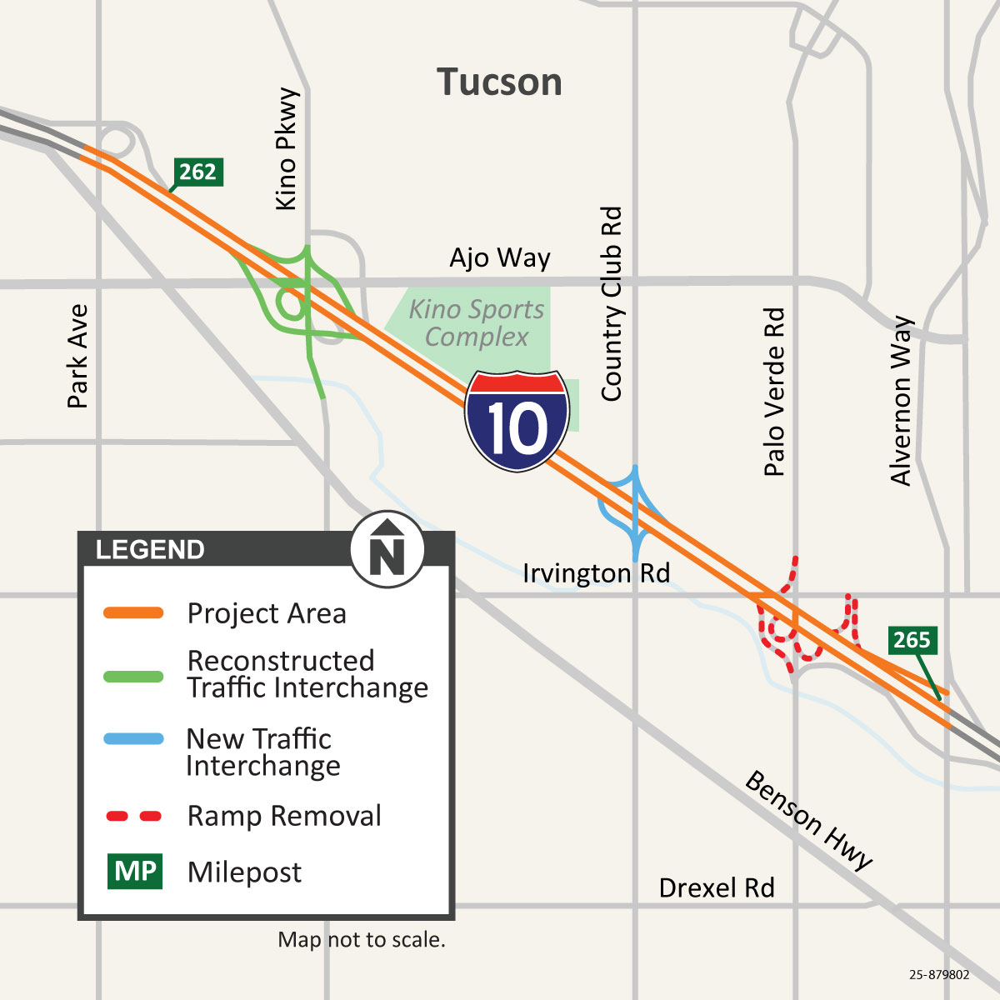 Tucson
Kino Pkwy
262
Country Club Rd
Ajo Way
Kino Sports
Complex
Park Ave
Palo Verde Rd
Alvernon Way
10
Irvington Rd
265
LEGEND
N
Project Area
Reconstructed
Traffic Interchange
New Traffic
Interchange
Ramp Removal
MP Milepost
Benson Hwy
Drexel Rd
Map not to scale.
25-879802